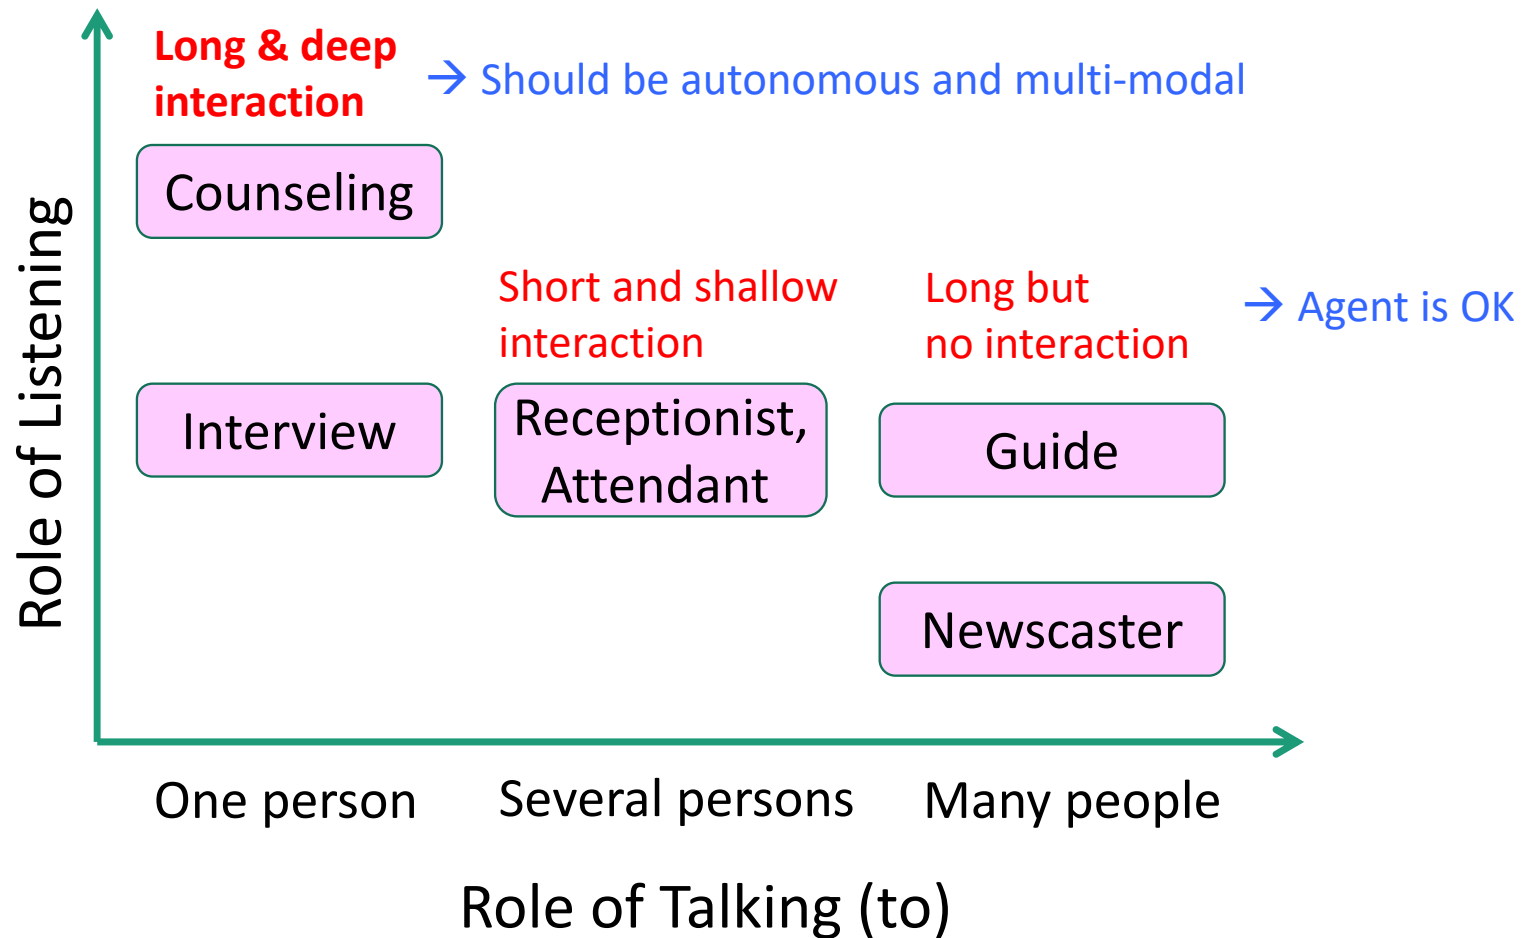 Long & deep
interaction
→ Should be autonomous and multi-modal
Counseling
Role of Listening
Short and shallow
interaction
Long but
no interaction
→ Agent is OK
Interview
Receptionist,
Attendant
Guide
Newscaster
One person
Several persons
Many people
Role of Talking (to)